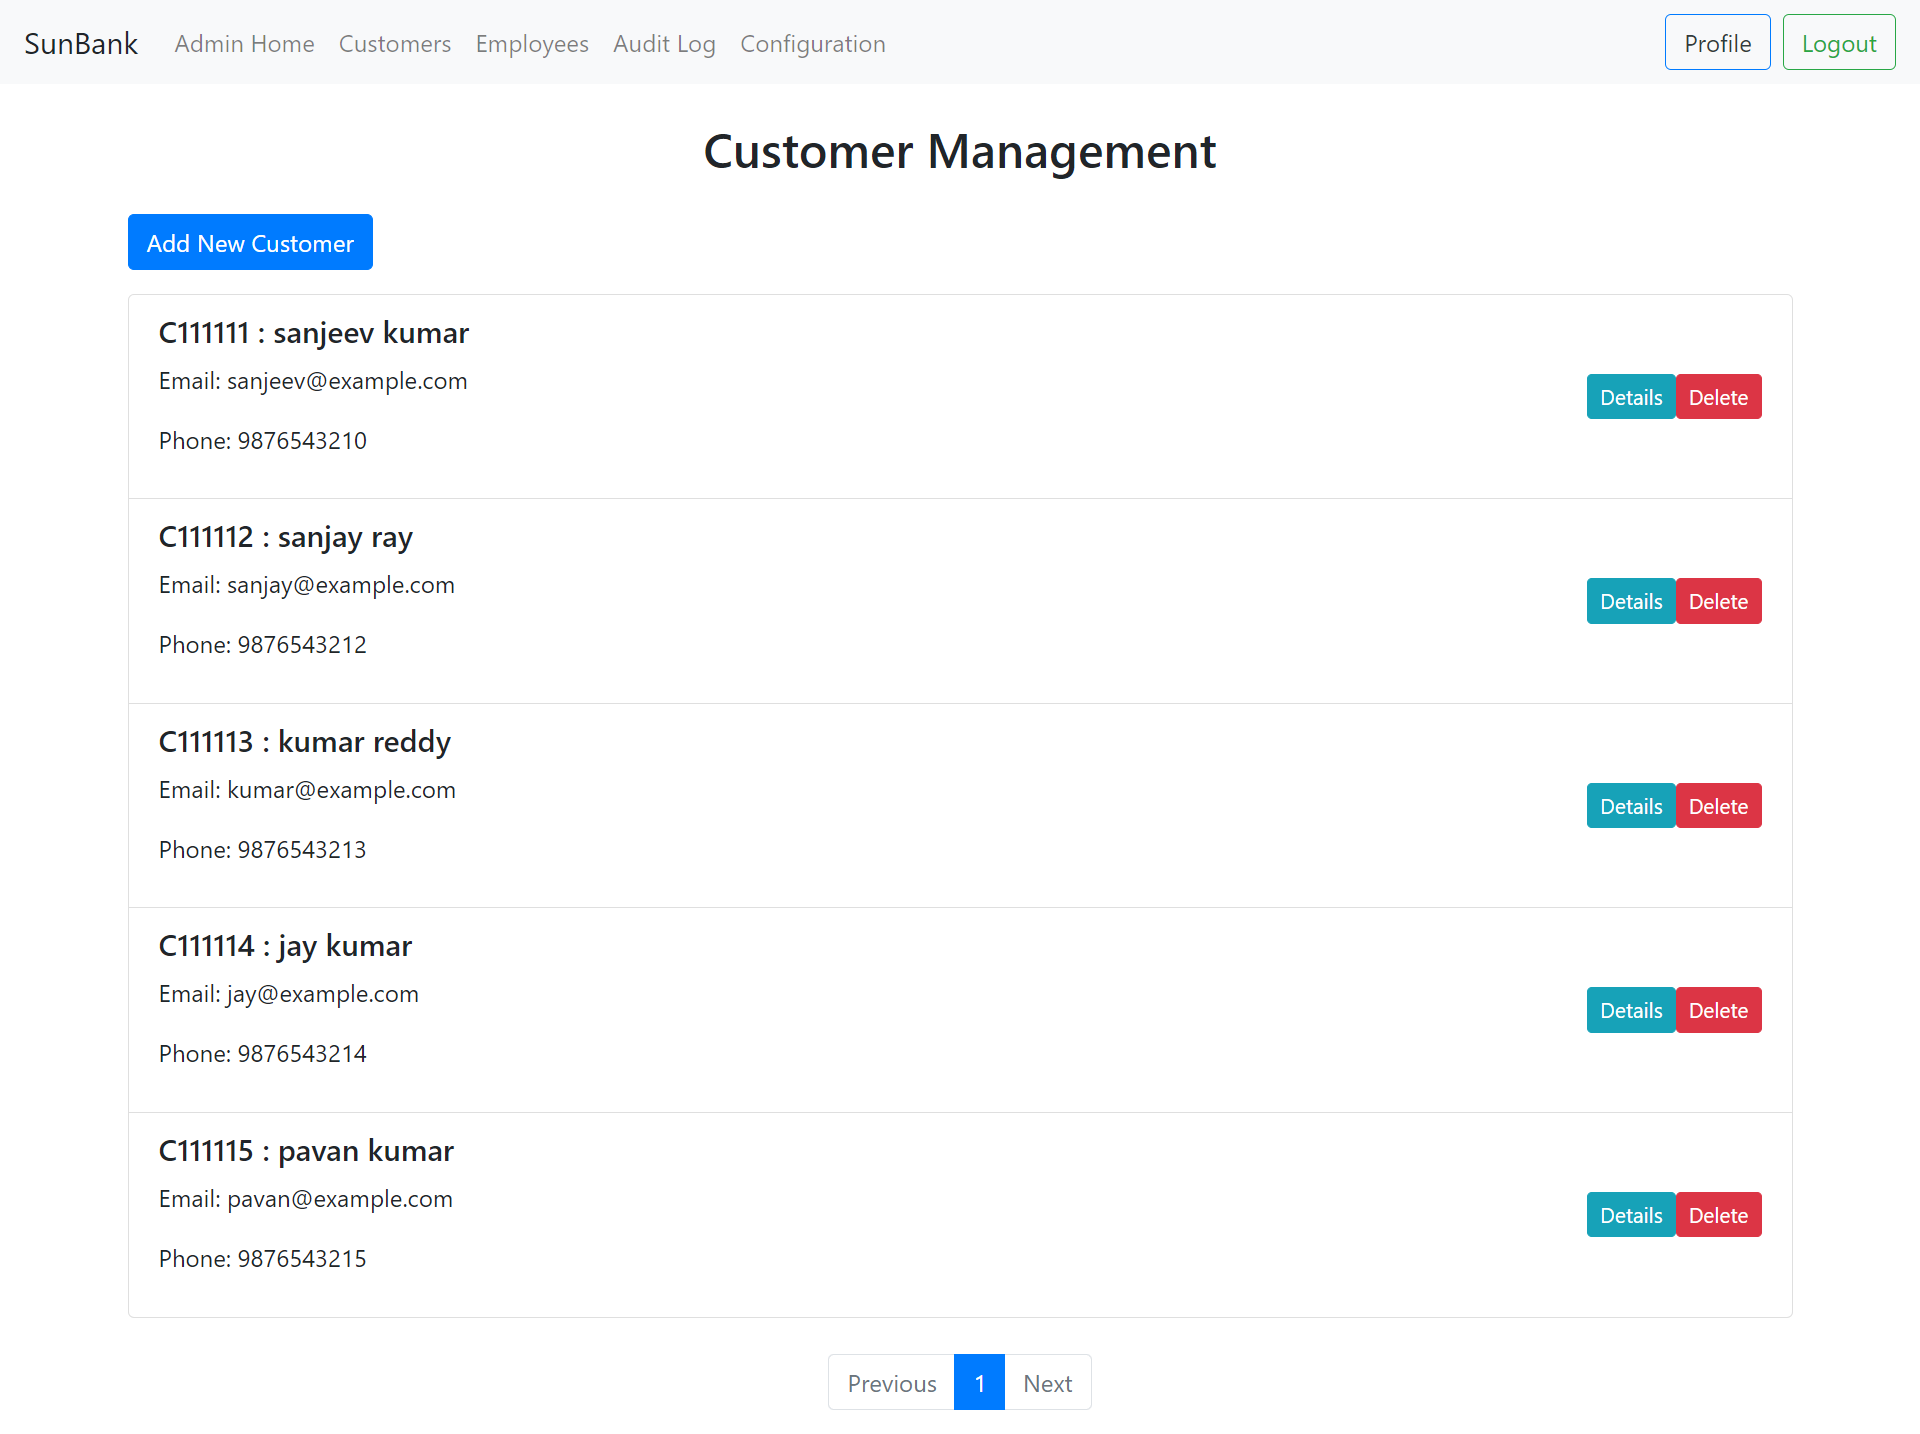 SunBank Admin Home Customers Employees Audit Log Configuration Profile Logout
Customer Management
Add New Customer
C111111 : sanjeev kumar
Email: sanjeev@example.com
Phone: 9876543210
Details Delete
C111112 : sanjay ray
Email: sanjay@example.com
Phone: 9876543212
Details Delete
C111113 : kumar reddy
Email: kumar@example.com
Phone: 9876543213
Details Delete
C111114 : jay kumar
Email: jay@example.com
Phone: 9876543214
Details Delete
C111115 : pavan kumar
Email: pavan@example.com
Phone: 9876543215
Details Delete
Previous 1 Next